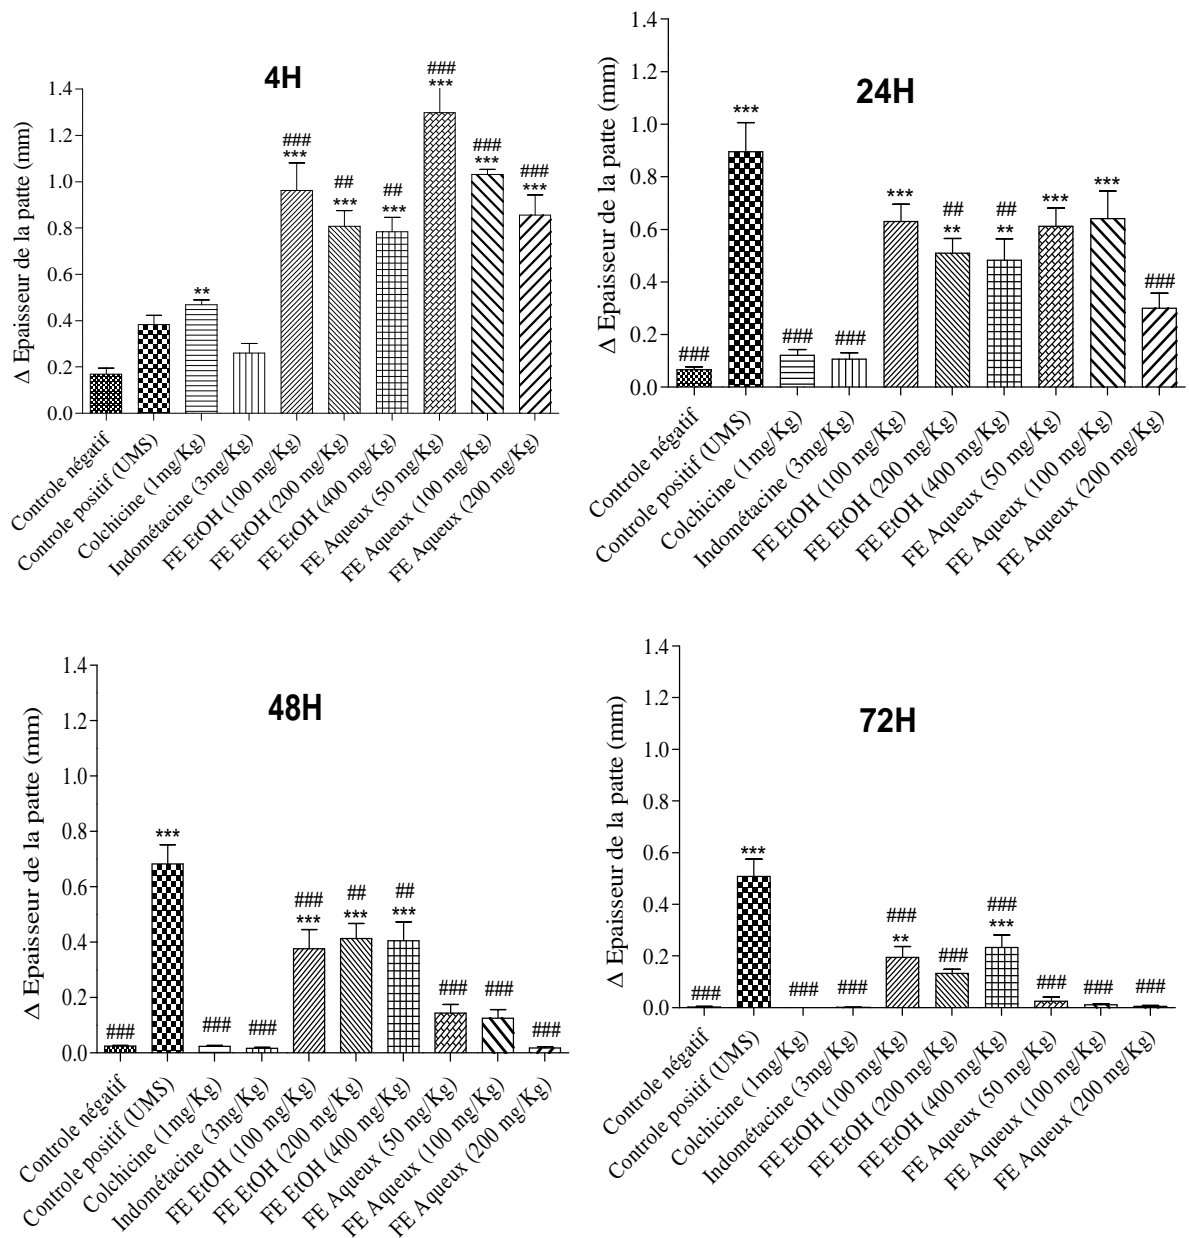 4H
Δ Epaisseur de la patte (mm)
1.4
1.2
1.0
0.8
0.6
0.4
0.2
0.0
**
###
***
##
***
##
***
###
***
###
***
###
***
Controle négatif
Controle positif (UMS)
Colchicine (1mg/Kg)
Indométacine (3mg/Kg)
FE EtOH (100 mg/Kg)
FE EtOH (200 mg/Kg)
FE EtOH (400 mg/Kg)
FE Aqueux (50 mg/Kg)
FE Aqueux (100 mg/Kg)
FE Aqueux (200 mg/Kg)
24H
Δ Epaisseur de la patte (mm)
1.4
1.2
1.0
0.8
0.6
0.4
0.2
0.0
###
***
###
###
***
##
**
##
**
***
***
###
Controle négatif
Controle positif (UMS)
Colchicine (1mg/Kg)
Indométacine (3mg/Kg)
FE EtOH (100 mg/Kg)
FE EtOH (200 mg/Kg)
FE EtOH (400 mg/Kg)
FE Aqueux (50 mg/Kg)
FE Aqueux (100 mg/Kg)
FE Aqueux (200 mg/Kg)
48H
Δ Epaisseur de la patte (mm)
1.4
1.2
1.0
0.8
0.6
0.4
0.2
0.0
###
***
###
###
###
***
##
***
##
***
###
###
###
Controle négatif
Controle positif (UMS)
Colchicine (1mg/Kg)
Indométacine (3mg/Kg)
FE EtOH (100 mg/Kg)
FE EtOH (200 mg/Kg)
FE EtOH (400 mg/Kg)
FE Aqueux (50 mg/Kg)
FE Aqueux (100 mg/Kg)
FE Aqueux (200 mg/Kg)
72H
Δ Epaisseur de la patte (mm)
1.4
1.2
1.0
0.8
0.6
0.4
0.2
0.0
###
***
###
###
###
**
###
###
***
###
###
###
Controle négatif
Controle positif (UMS)
Colchicine (1mg/Kg)
Indométacine (3mg/Kg)
FE EtOH (100 mg/Kg)
FE EtOH (200 mg/Kg)
FE EtOH (400 mg/Kg)
FE Aqueux (50 mg/Kg)
FE Aqueux (100 mg/Kg)
FE Aqueux (200 mg/Kg)